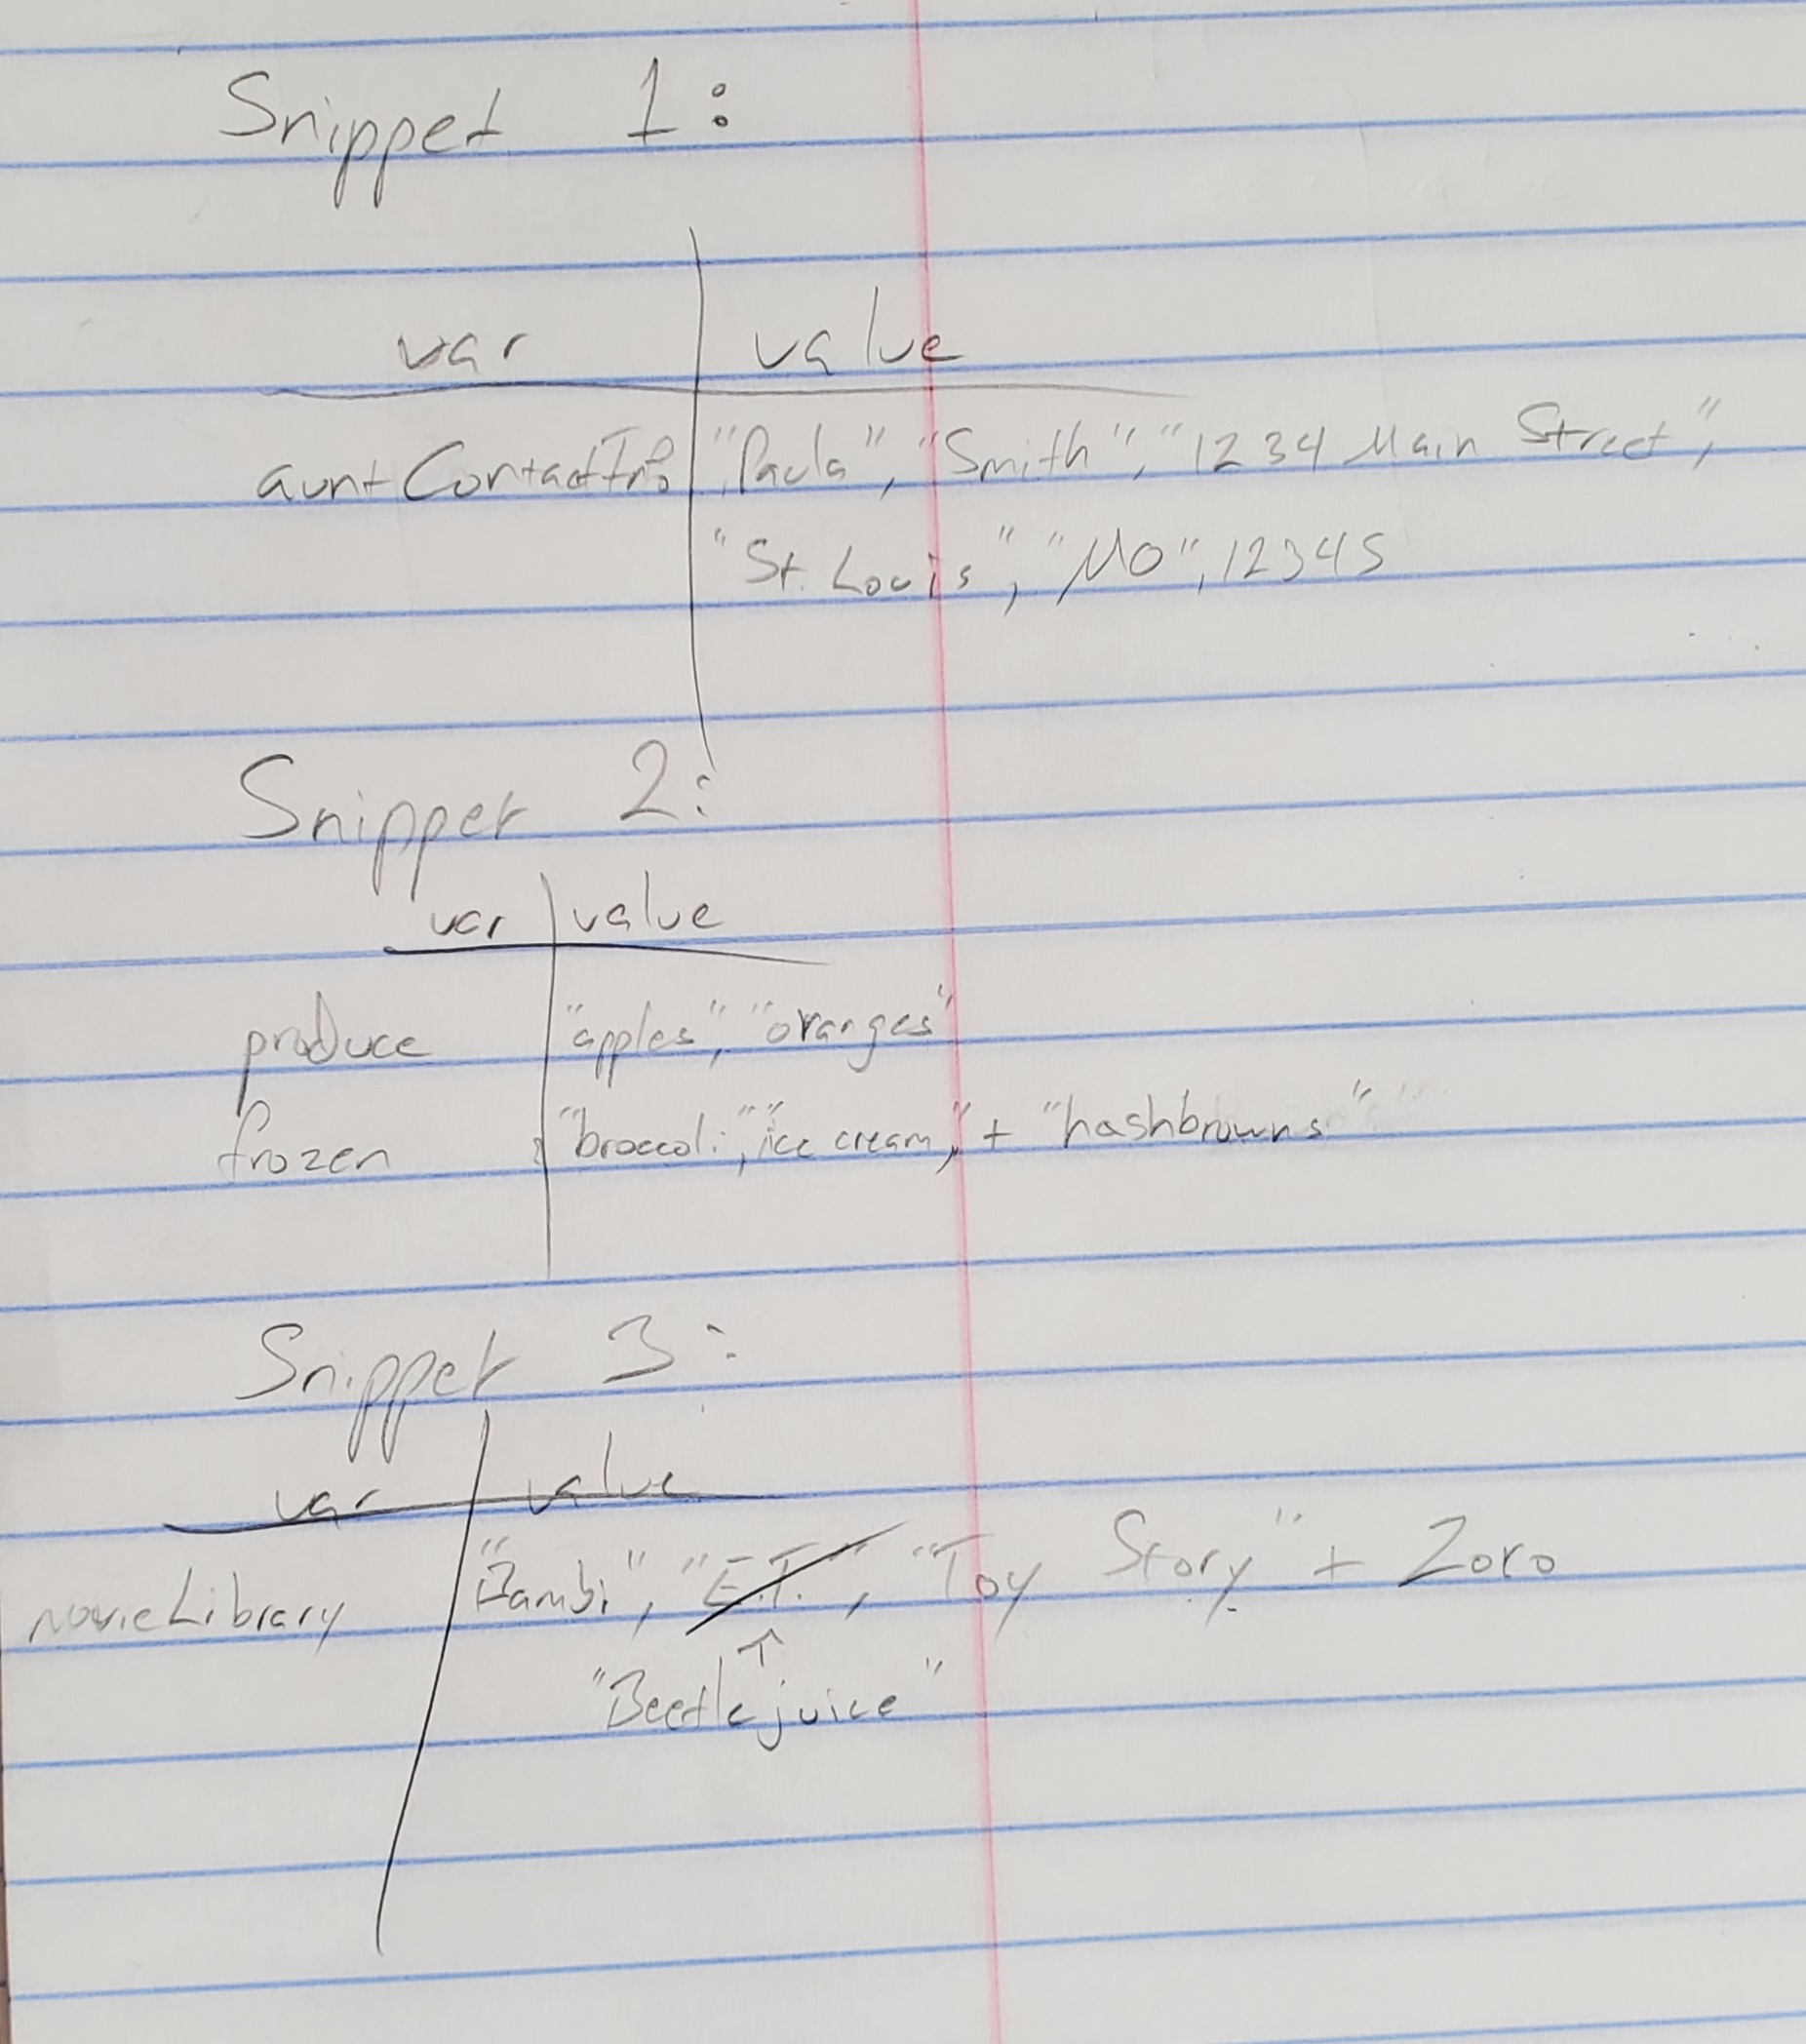 Snippet 1:
var value
auntContactInfo "Paula", "Smith", "1234 Main Street",
"St. Louis", "MO", 12345
Snippet 2:
var value
produce "apples", "oranges"
frozen "broccoli", "ice cream", + "hashbrowns"
Snippet 3:
var value
movieLibrary "Bambi", "E.T.", "Toy Story" + Zoro
↑
"Beetlejuice"